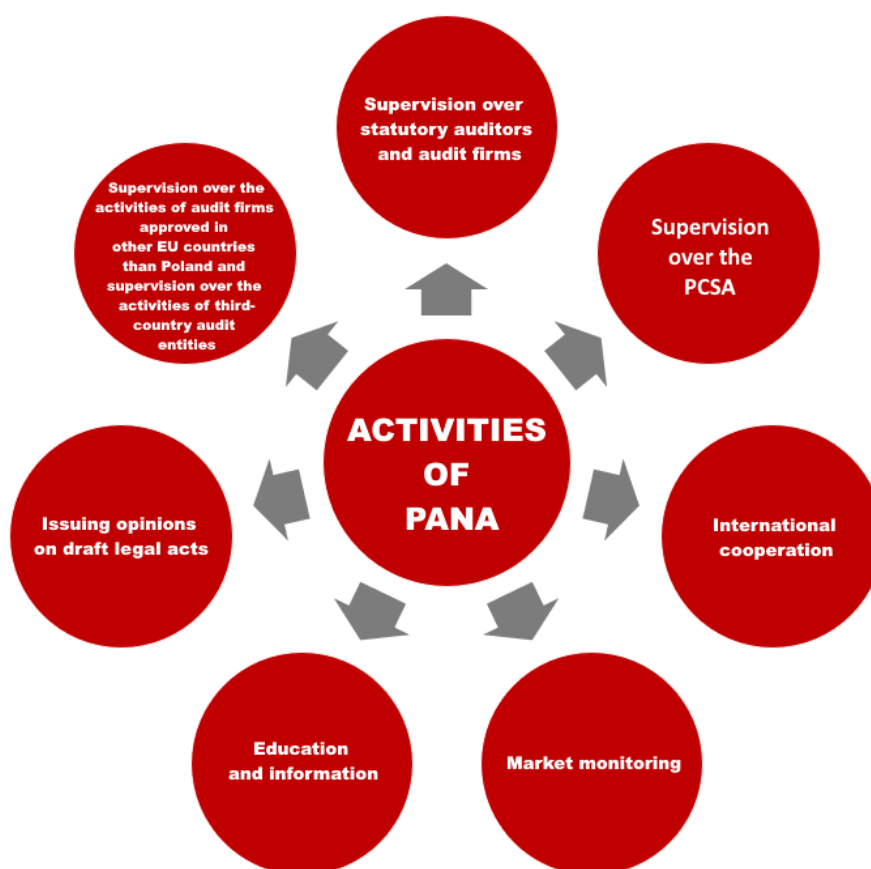 Supervision over
statutory auditors
and audit firms
Supervision over the
activities of audit firms
approved in
other EU countries
than Poland and
supervision over the
activities of third-
country audit
entities
Supervision
over the
PCSA
ACTIVITIES
OF
PANA
Issuing opinions
on draft legal acts
International
cooperation
Education
and information
Market monitoring